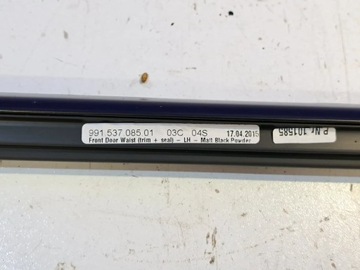 991.537.085.01 03C 04S 17.04.2015
Front Door Waist (trim + seal) - LH - Matt Black Powder
P.Nr.101585